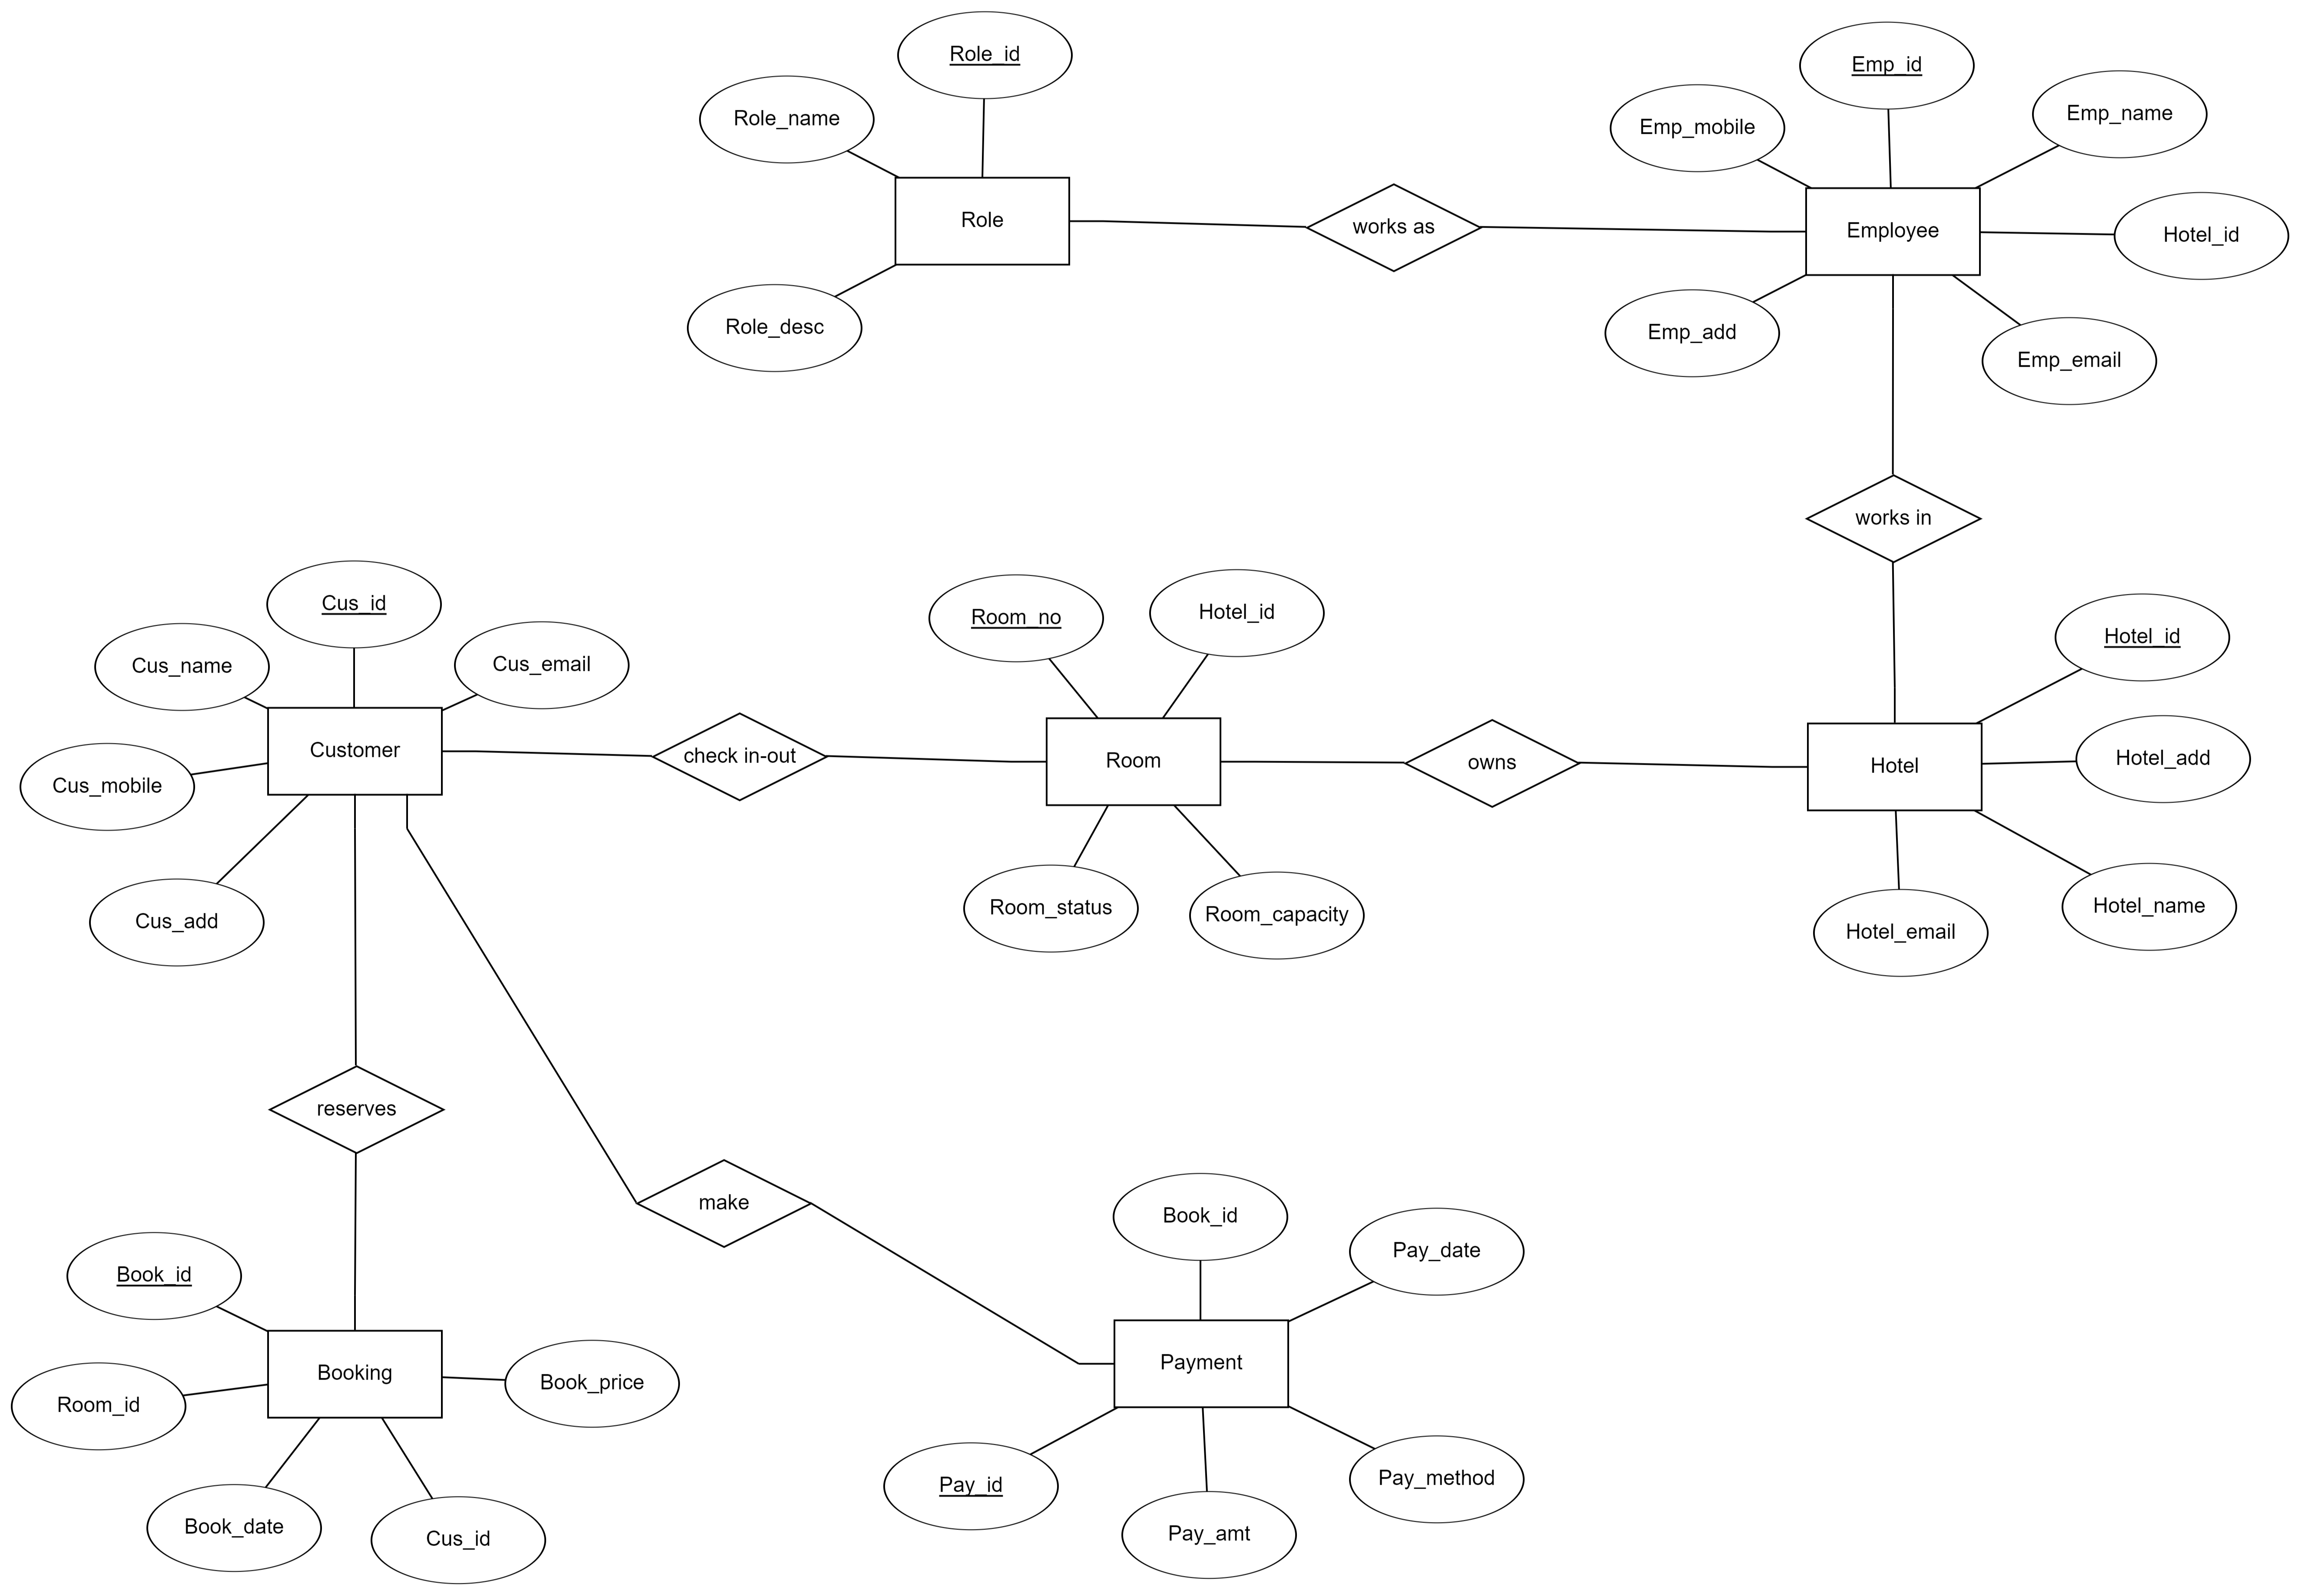 Role_id
Role_name
Role
Role_desc
works as
Emp_id
Emp_mobile
Emp_name
Employee
Hotel_id
Emp_add
Emp_email
works in
Cus_id
Cus_name
Cus_email
Customer
Cus_mobile
Cus_add
check in-out
Room_no
Hotel_id
Room
Room_status
Room_capacity
owns
Hotel_id
Hotel
Hotel_add
Hotel_name
Hotel_email
reserves
make
Book_id
Booking
Book_price
Room_id
Book_date
Cus_id
Book_id
Pay_date
Payment
Pay_id
Pay_amt
Pay_method